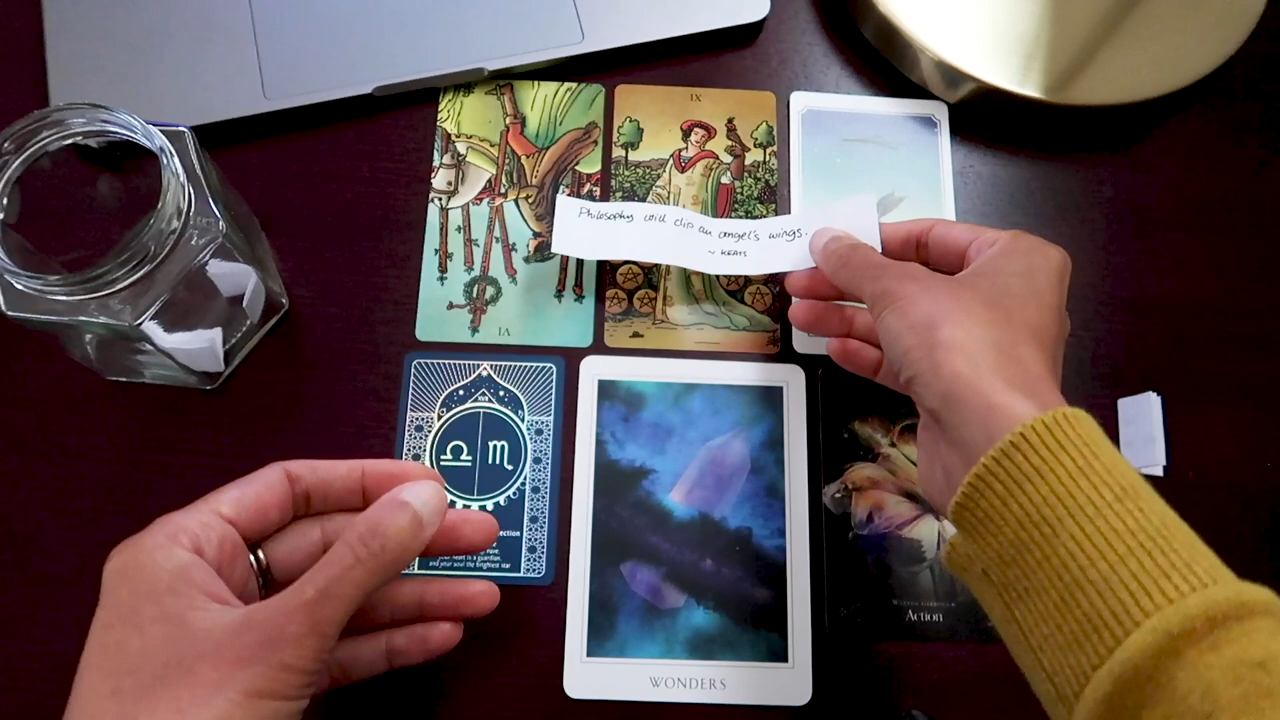 IX
Philosophy will clip an angel's wings.
~ KEATS
VI
XVII
your heart is a guardian,
and your soul the brightest star
Action
WONDERS